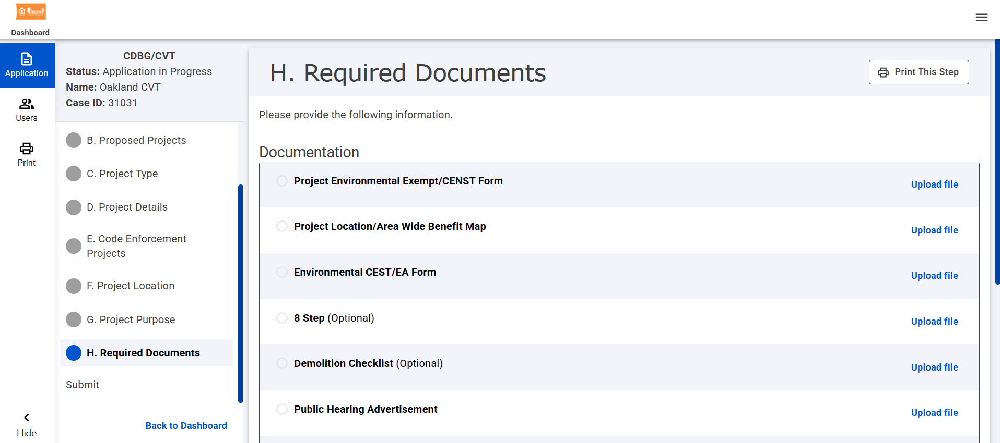 OAKLAND
Dashboard
Application
Users
Print
Hide
CDBG/CVT
Status: Application in Progress
Name: Oakland CVT
Case ID: 31031
B. Proposed Projects
C. Project Type
D. Project Details
E. Code Enforcement
Projects
F. Project Location
G. Project Purpose
H. Required Documents
Submit
Back to Dashboard
H. Required Documents
Print This Step
Please provide the following information.
Documentation
Project Environmental Exempt/CENST Form
Upload file
Project Location/Area Wide Benefit Map
Upload file
Environmental CEST/EA Form
Upload file
8 Step (Optional)
Upload file
Demolition Checklist (Optional)
Upload file
Public Hearing Advertisement
Upload file